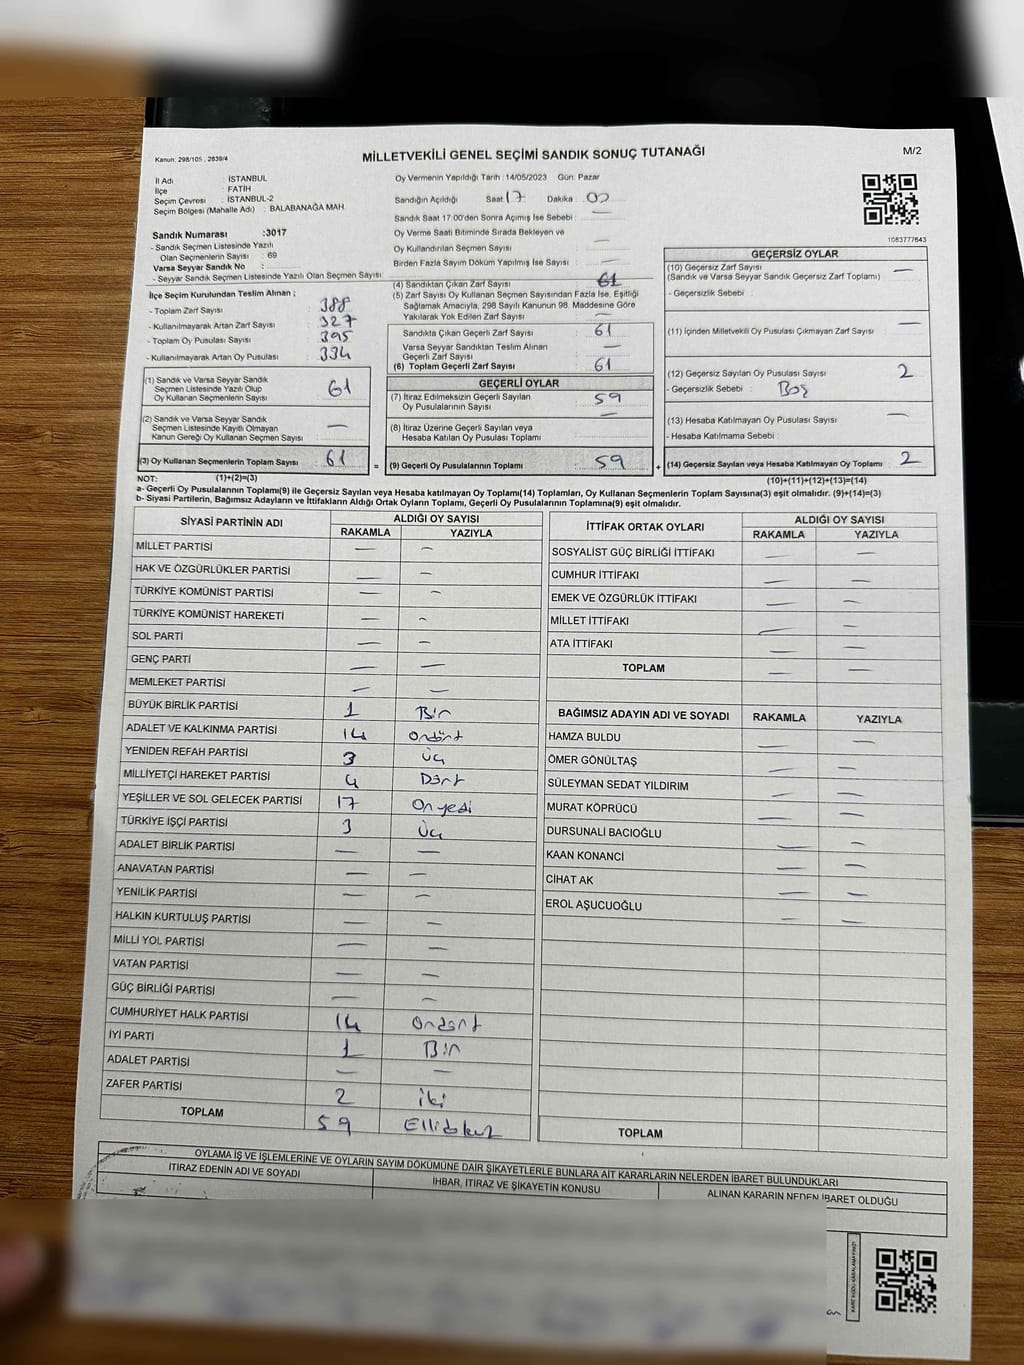 Kanun: 298/105 ; 2839/4
MİLLETVEKİLİ GENEL SEÇİMİ SANDIK SONUÇ TUTANAĞI
M/2
İl Adı : İSTANBUL
İlçe : FATİH
Seçim Çevresi : İSTANBUL-2
Seçim Bölgesi (Mahalle Adı) : BALABANAĞA MAH.
Sandık Numarası :3017
- Sandık Seçmen Listesinde Yazılı
Olan Seçmenlerin Sayısı : 69
Varsa Seyyar Sandık No :
- Seyyar Sandık Seçmen Listesinde Yazılı Olan Seçmen Sayısı:
Oy Vermenin Yapıldığı Tarih : 14/05/2023 Gün: Pazar
Sandığın Açıldığı Saat 17 Dakika : 00
Sandık Saat 17:00'den Sonra Açımış İse Sebebi : —
Oy Verme Saati Bitiminde Sırada Bekleyen ve
Oy Kullandırılan Seçmen Sayısı : —
Birden Fazla Sayım Döküm Yapılmış İse Sayısı : —
1083777643
İlçe Seçim Kurulundan Teslim Alınan ;
- Toplam Zarf Sayısı : 388
- Kullanılmayarak Artan Zarf Sayısı : 327
- Toplam Oy Pusulası Sayısı : 395
- Kullanılmayarak Artan Oy Pusulası : 334
(4) Sandıktan Çıkan Zarf Sayısı : 61
(5) Zarf Sayısı Oy Kullanan Seçmen Sayısından Fazla İse, Eşitliği
Sağlamak Amacıyla, 298 Sayılı Kanunun 98. Maddesine Göre
Yakılarak Yok Edilen Zarf Sayısı : —
Sandıkta Çıkan Geçerli Zarf Sayısı : 61
Varsa Seyyar Sandıktan Teslim Alınan
Geçerli Zarf Sayısı : —
(6) Toplam Geçerli Zarf Sayısı : 61
(1) Sandık ve Varsa Seyyar Sandık
Seçmen Listesinde Yazılı Olup
Oy Kullanan Seçmenlerin Sayısı : 61
(2) Sandık ve Varsa Seyyar Sandık
Seçmen Listesinde Kayıtlı Olmayan
Kanun Gereği Oy Kullanan Seçmen Sayısı : —
(3) Oy Kullanan Seçmenlerin Toplam Sayısı : 61
=
GEÇERLİ OYLAR
(7) İtiraz Edilmeksizin Geçerli Sayılan
Oy Pusulalarının Sayısı : 59
(8) İtiraz Üzerine Geçerli Sayılan veya
Hesaba Katılan Oy Pusulası Toplamı : —
(9) Geçerli Oy Pusulalarının Toplamı : 59
+
GEÇERSİZ OYLAR
(10) Geçersiz Zarf Sayısı : —
(Sandık ve Varsa Seyyar Sandık Geçersiz Zarf Toplamı)
- Geçersizlik Sebebi :
(11) İçinden Milletvekili Oy Pusulası Çıkmayan Zarf Sayısı : —
(12) Geçersiz Sayılan Oy Pusulası Sayısı : 2
- Geçersizlik Sebebi : Boş
(13) Hesaba Katılmayan Oy Pusulası Sayısı : —
- Hesaba Katılmama Sebebi :
(14) Geçersiz Sayılan veya Hesaba Katılmayan Oy Toplamı : 2
NOT: (1)+(2)=(3) (10)+(11)+(12)+(13)=(14)
a- Geçerli Oy Pusulalarının Toplamı(9) ile Geçersiz Sayılan veya Hesaba katılmayan Oy Toplamı(14) Toplamları, Oy Kullanan Seçmenlerin Toplam Sayısına(3) eşit olmalıdır. (9)+(14)=(3)
b- Siyasi Partilerin, Bağımsız Adayların ve İttifakların Aldığı Ortak Oyların Toplamı, Geçerli Oy Pusulalarının Toplamına(9) eşit olmalıdır.
SİYASİ PARTİNİN ADI ALDIĞI OY SAYISI
RAKAMLA YAZIYLA
MİLLET PARTİSİ — —
HAK VE ÖZGÜRLÜKLER PARTİSİ — —
TÜRKİYE KOMÜNİST PARTİSİ — —
TÜRKİYE KOMÜNİST HAREKETİ — —
SOL PARTİ — —
GENÇ PARTİ — —
MEMLEKET PARTİSİ — —
BÜYÜK BİRLİK PARTİSİ 1 Bir
ADALET VE KALKINMA PARTİSİ 14 Ondört
YENİDEN REFAH PARTİSİ 3 Üç
MİLLİYETÇİ HAREKET PARTİSİ 4 Dört
YEŞİLLER VE SOL GELECEK PARTİSİ 17 Onyedi
TÜRKİYE İŞÇİ PARTİSİ 3 Üç
ADALET BİRLİK PARTİSİ — —
ANAVATAN PARTİSİ — —
YENİLİK PARTİSİ — —
HALKIN KURTULUŞ PARTİSİ — —
MİLLİ YOL PARTİSİ — —
VATAN PARTİSİ — —
GÜÇ BİRLİĞİ PARTİSİ — —
CUMHURİYET HALK PARTİSİ 14 Ondört
İYİ PARTİ 1 Bir
ADALET PARTİSİ — —
ZAFER PARTİSİ 2 iki
TOPLAM 59 Ellidokuz
İTTİFAK ORTAK OYLARI ALDIĞI OY SAYISI
RAKAMLA YAZIYLA
SOSYALİST GÜÇ BİRLİĞİ İTTİFAKI — —
CUMHUR İTTİFAKI — —
EMEK VE ÖZGÜRLÜK İTTİFAKI — —
MİLLET İTTİFAKI — —
ATA İTTİFAKI — —
TOPLAM — —
BAĞIMSIZ ADAYIN ADI VE SOYADI RAKAMLA YAZIYLA
HAMZA BULDU — —
ÖMER GÖNÜLTAŞ — —
SÜLEYMAN SEDAT YILDIRIM — —
MURAT KÖPRÜCÜ — —
DURSUNALİ BACIOĞLU — —
KAAN KONANCİ — —
CİHAT AK — —
EROL AŞUCUOĞLU — —
TOPLAM
OYLAMA İŞ VE İŞLEMLERİNE VE OYLARIN SAYIM DÖKÜMÜNE DAİR ŞİKAYETLERLE BUNLARA AİT KARARLARIN NELERDEN İBARET BULUNDUKLARI
İTİRAZ EDENİN ADI VE SOYADI İHBAR, İTİRAZ VE ŞİKAYETİN KONUSU ALINAN KARARIN NEDEN İBARET OLDUĞU